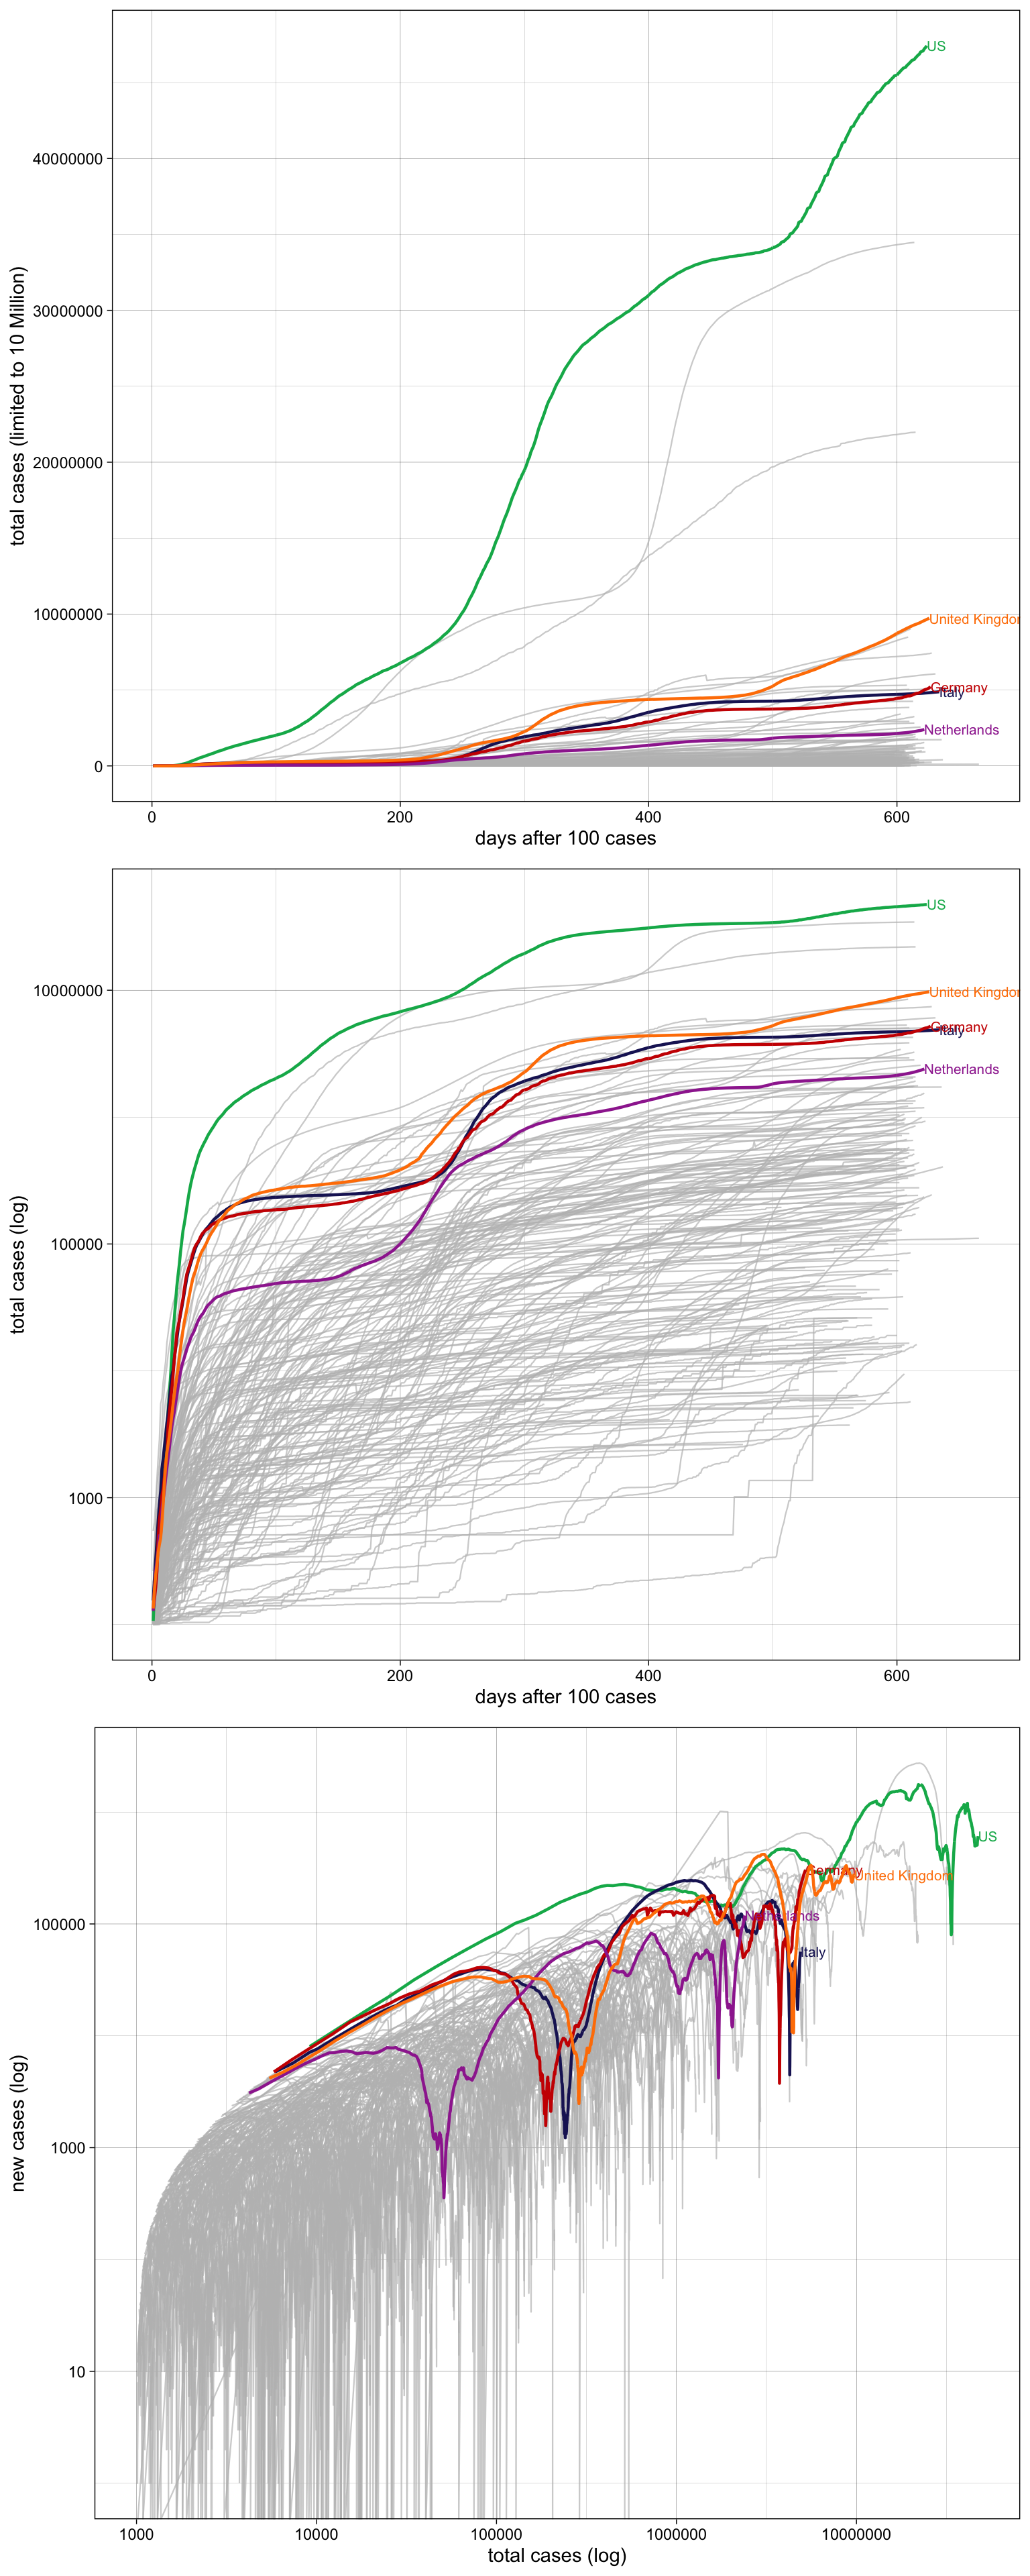 total cases (limited to 10 Million)
40000000
30000000
20000000
10000000
0
US
United Kingdom
Germany
Italy
Netherlands
0 200 400 600
days after 100 cases
total cases (log)
10000000
100000
1000
US
United Kingdom
Germany
Italy
Netherlands
0 200 400 600
days after 100 cases
new cases (log)
100000
1000
10
US
Germany
United Kingdom
Netherlands
Italy
1000 10000 100000 1000000 10000000
total cases (log)